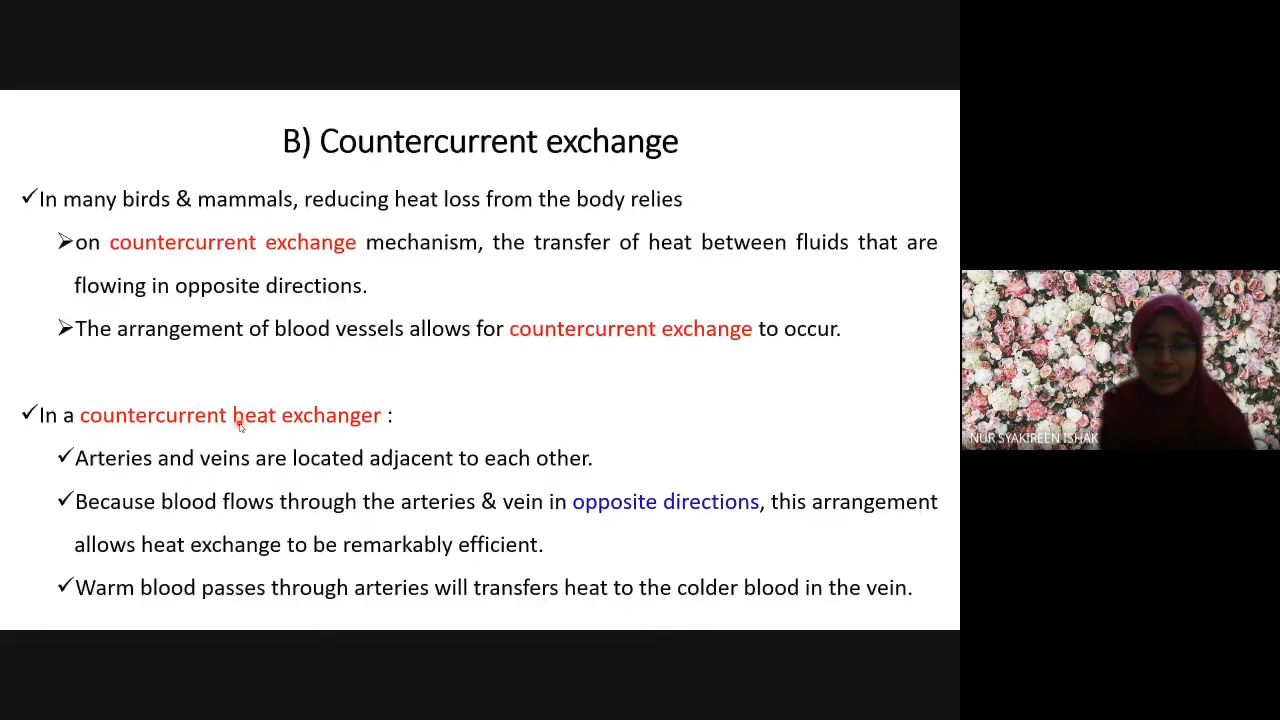 B) Countercurrent exchange
✓In many birds & mammals, reducing heat loss from the body relies
➢on countercurrent exchange mechanism, the transfer of heat between fluids that are
flowing in opposite directions.
➢The arrangement of blood vessels allows for countercurrent exchange to occur.
✓In a countercurrent heat exchanger :
✓Arteries and veins are located adjacent to each other.
✓Because blood flows through the arteries & vein in opposite directions, this arrangement
allows heat exchange to be remarkably efficient.
✓Warm blood passes through arteries will transfers heat to the colder blood in the vein.
NUR SYAKIREEN ISHAK